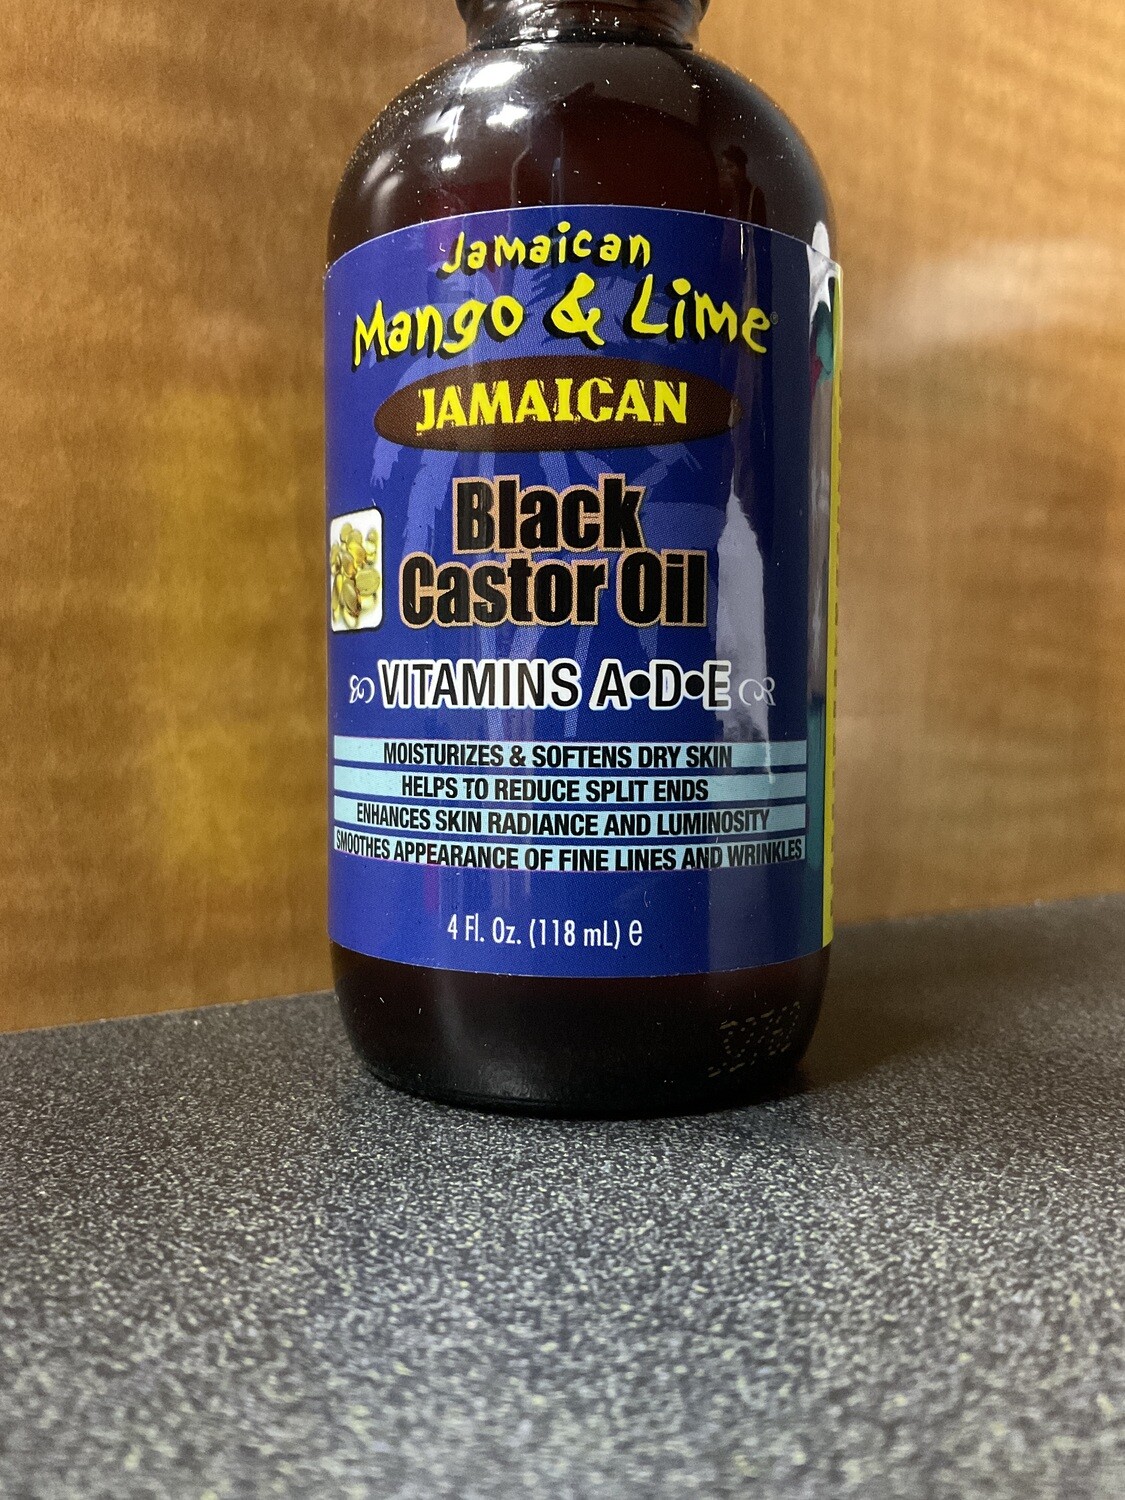 Jamaican
Mango & Lime®
JAMAICAN
Black
Castor Oil
VITAMINS A•D•E
MOISTURIZES & SOFTENS DRY SKIN
HELPS TO REDUCE SPLIT ENDS
ENHANCES SKIN RADIANCE AND LUMINOSITY
SMOOTHES APPEARANCE OF FINE LINES AND WRINKLES
4 Fl. Oz. (118 mL) ℮